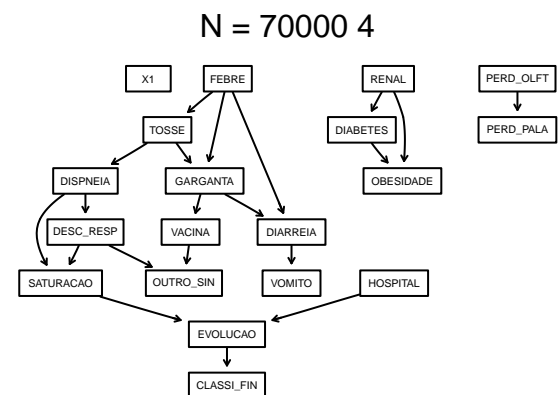 N = 70000 4
X1 FEBRE RENAL PERD_OLFT
TOSSE DIABETES PERD_PALA
DISPNEIA GARGANTA OBESIDADE
DESC_RESP VACINA DIARREIA
SATURACAO OUTRO_SIN VOMITO HOSPITAL
EVOLUCAO
CLASSI_FIN